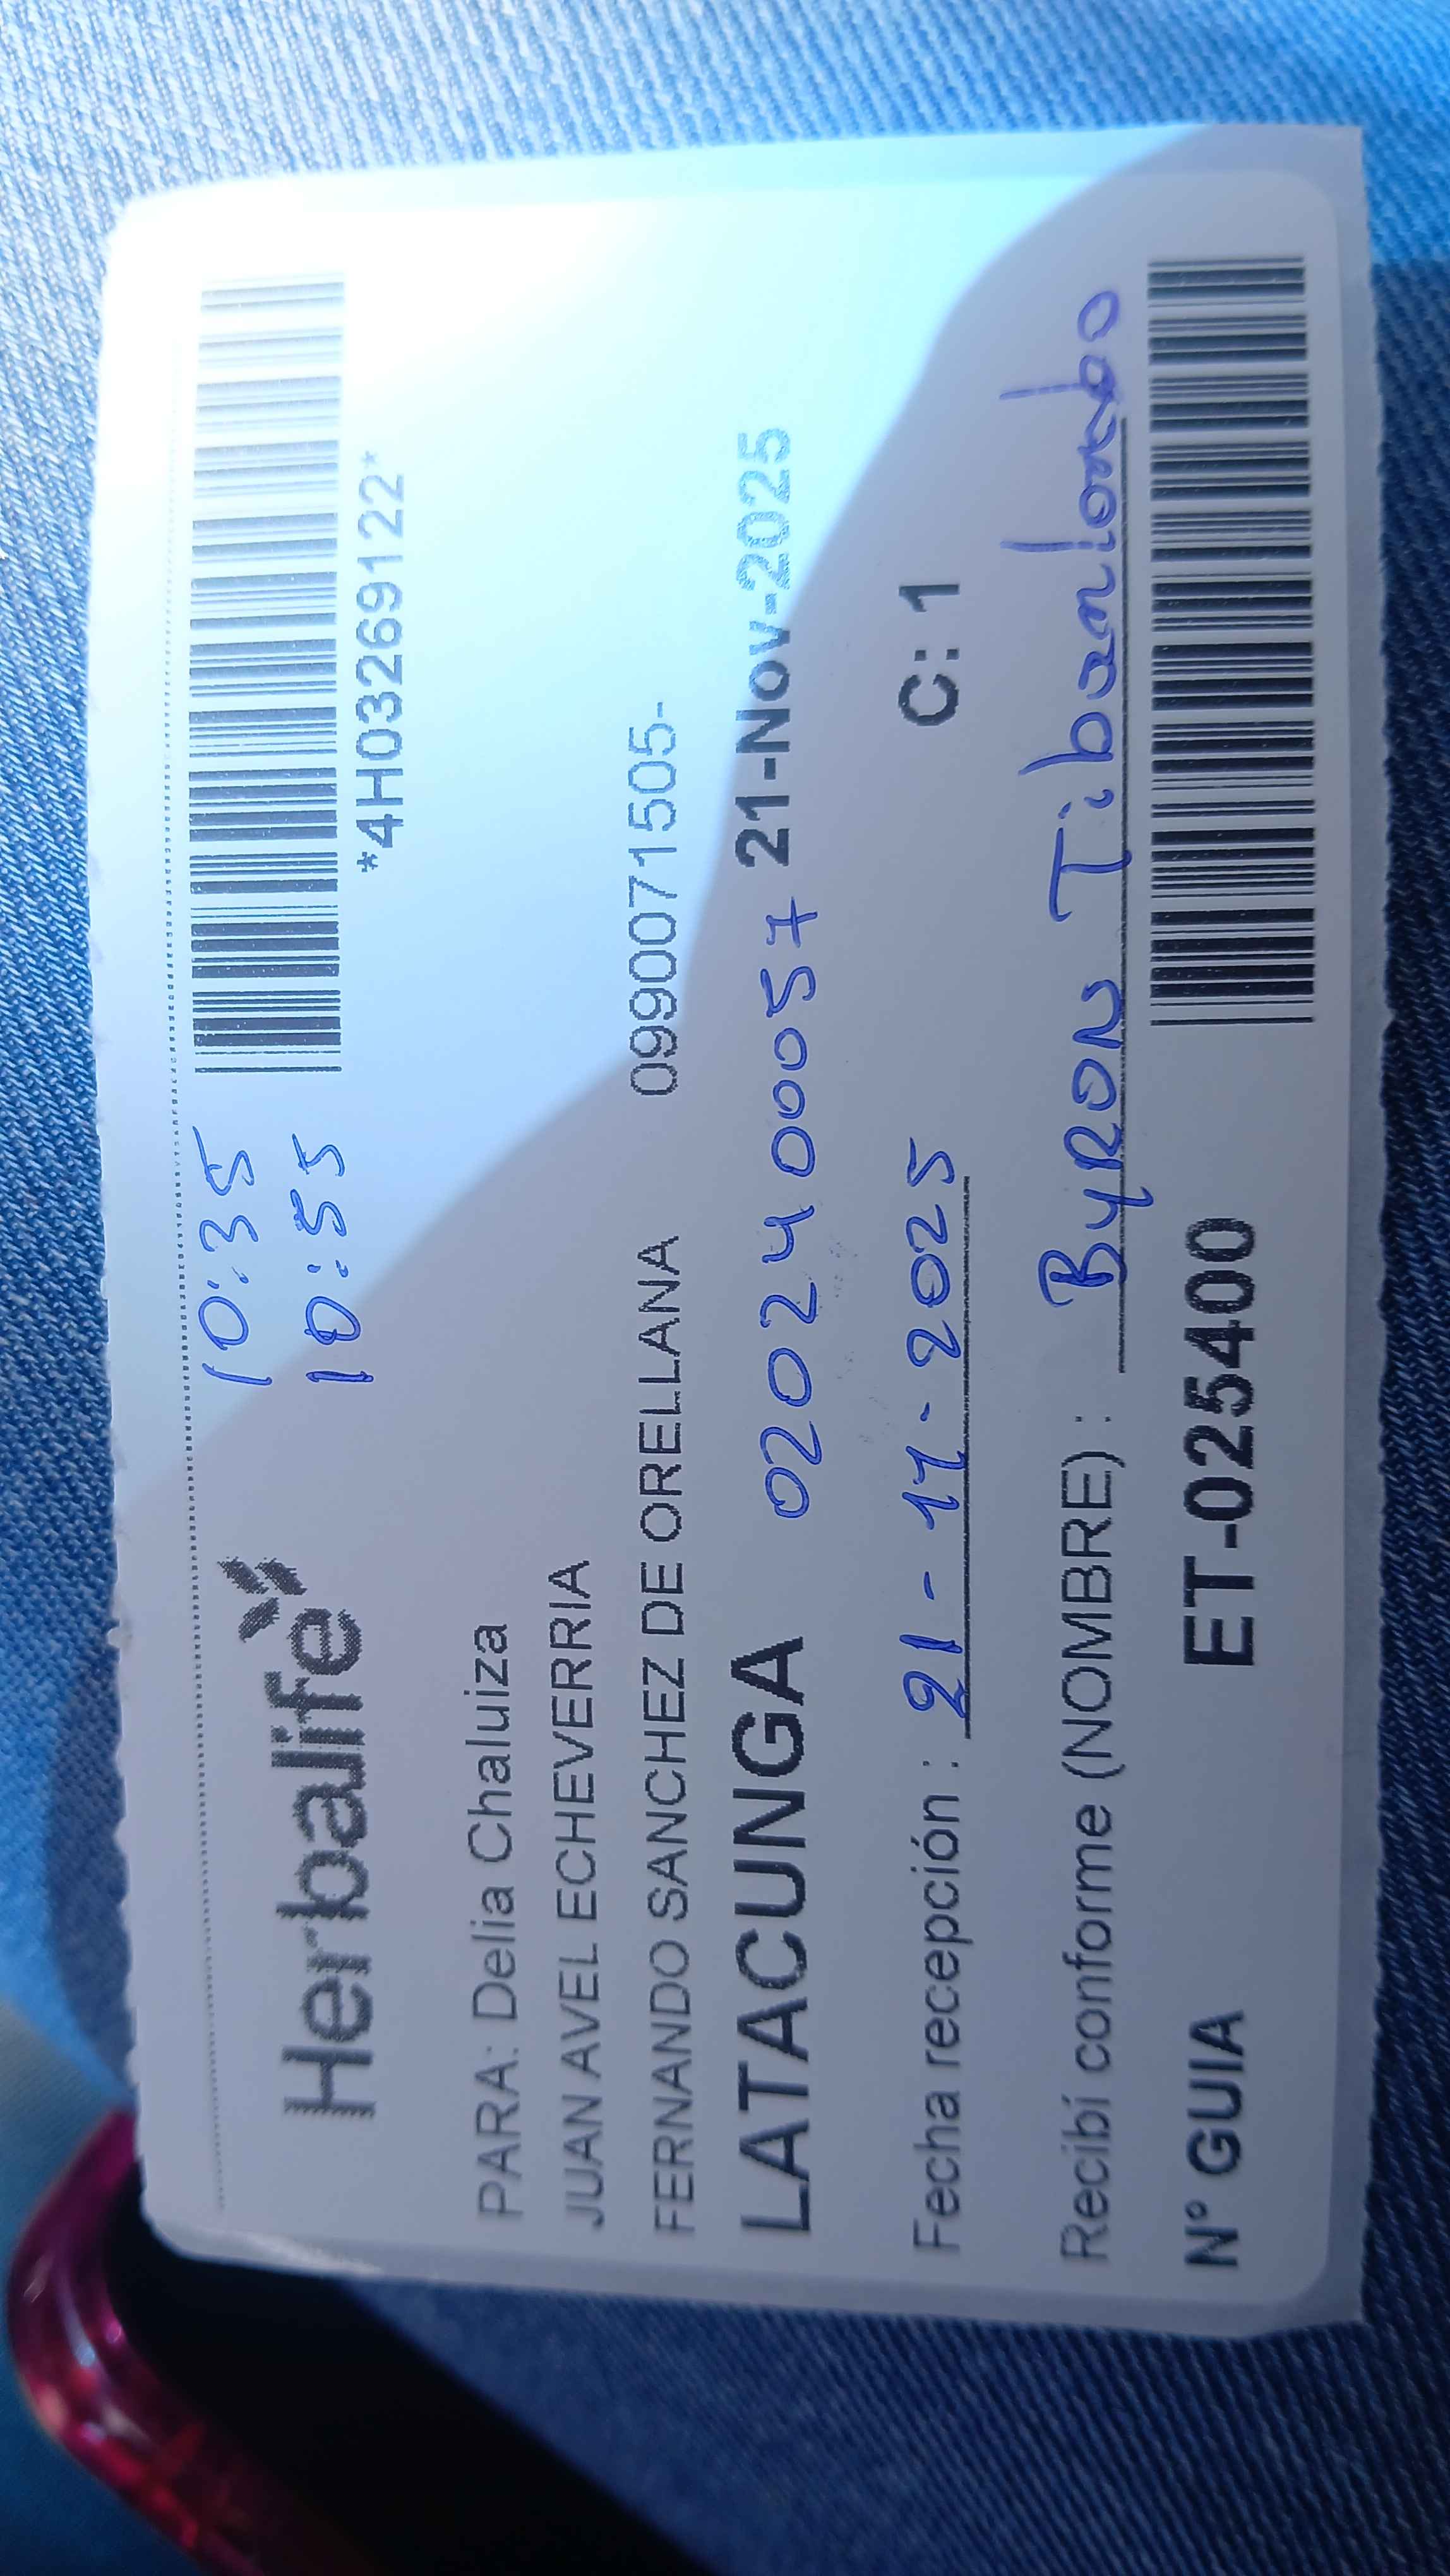 Herbalife
10:35
10:55
*4H03269122*
PARA: Delia Chaluiza
JUAN AVEL ECHEVERRIA
FERNANDO SANCHEZ DE ORELLANA 0990071505-
LATACUNGA 0202400057 21-Nov-2025
Fecha recepción : 21-11-2025 C: 1
Recibí conforme (NOMBRE) : ByRON Tibanlombo
N° GUIA ET-025400